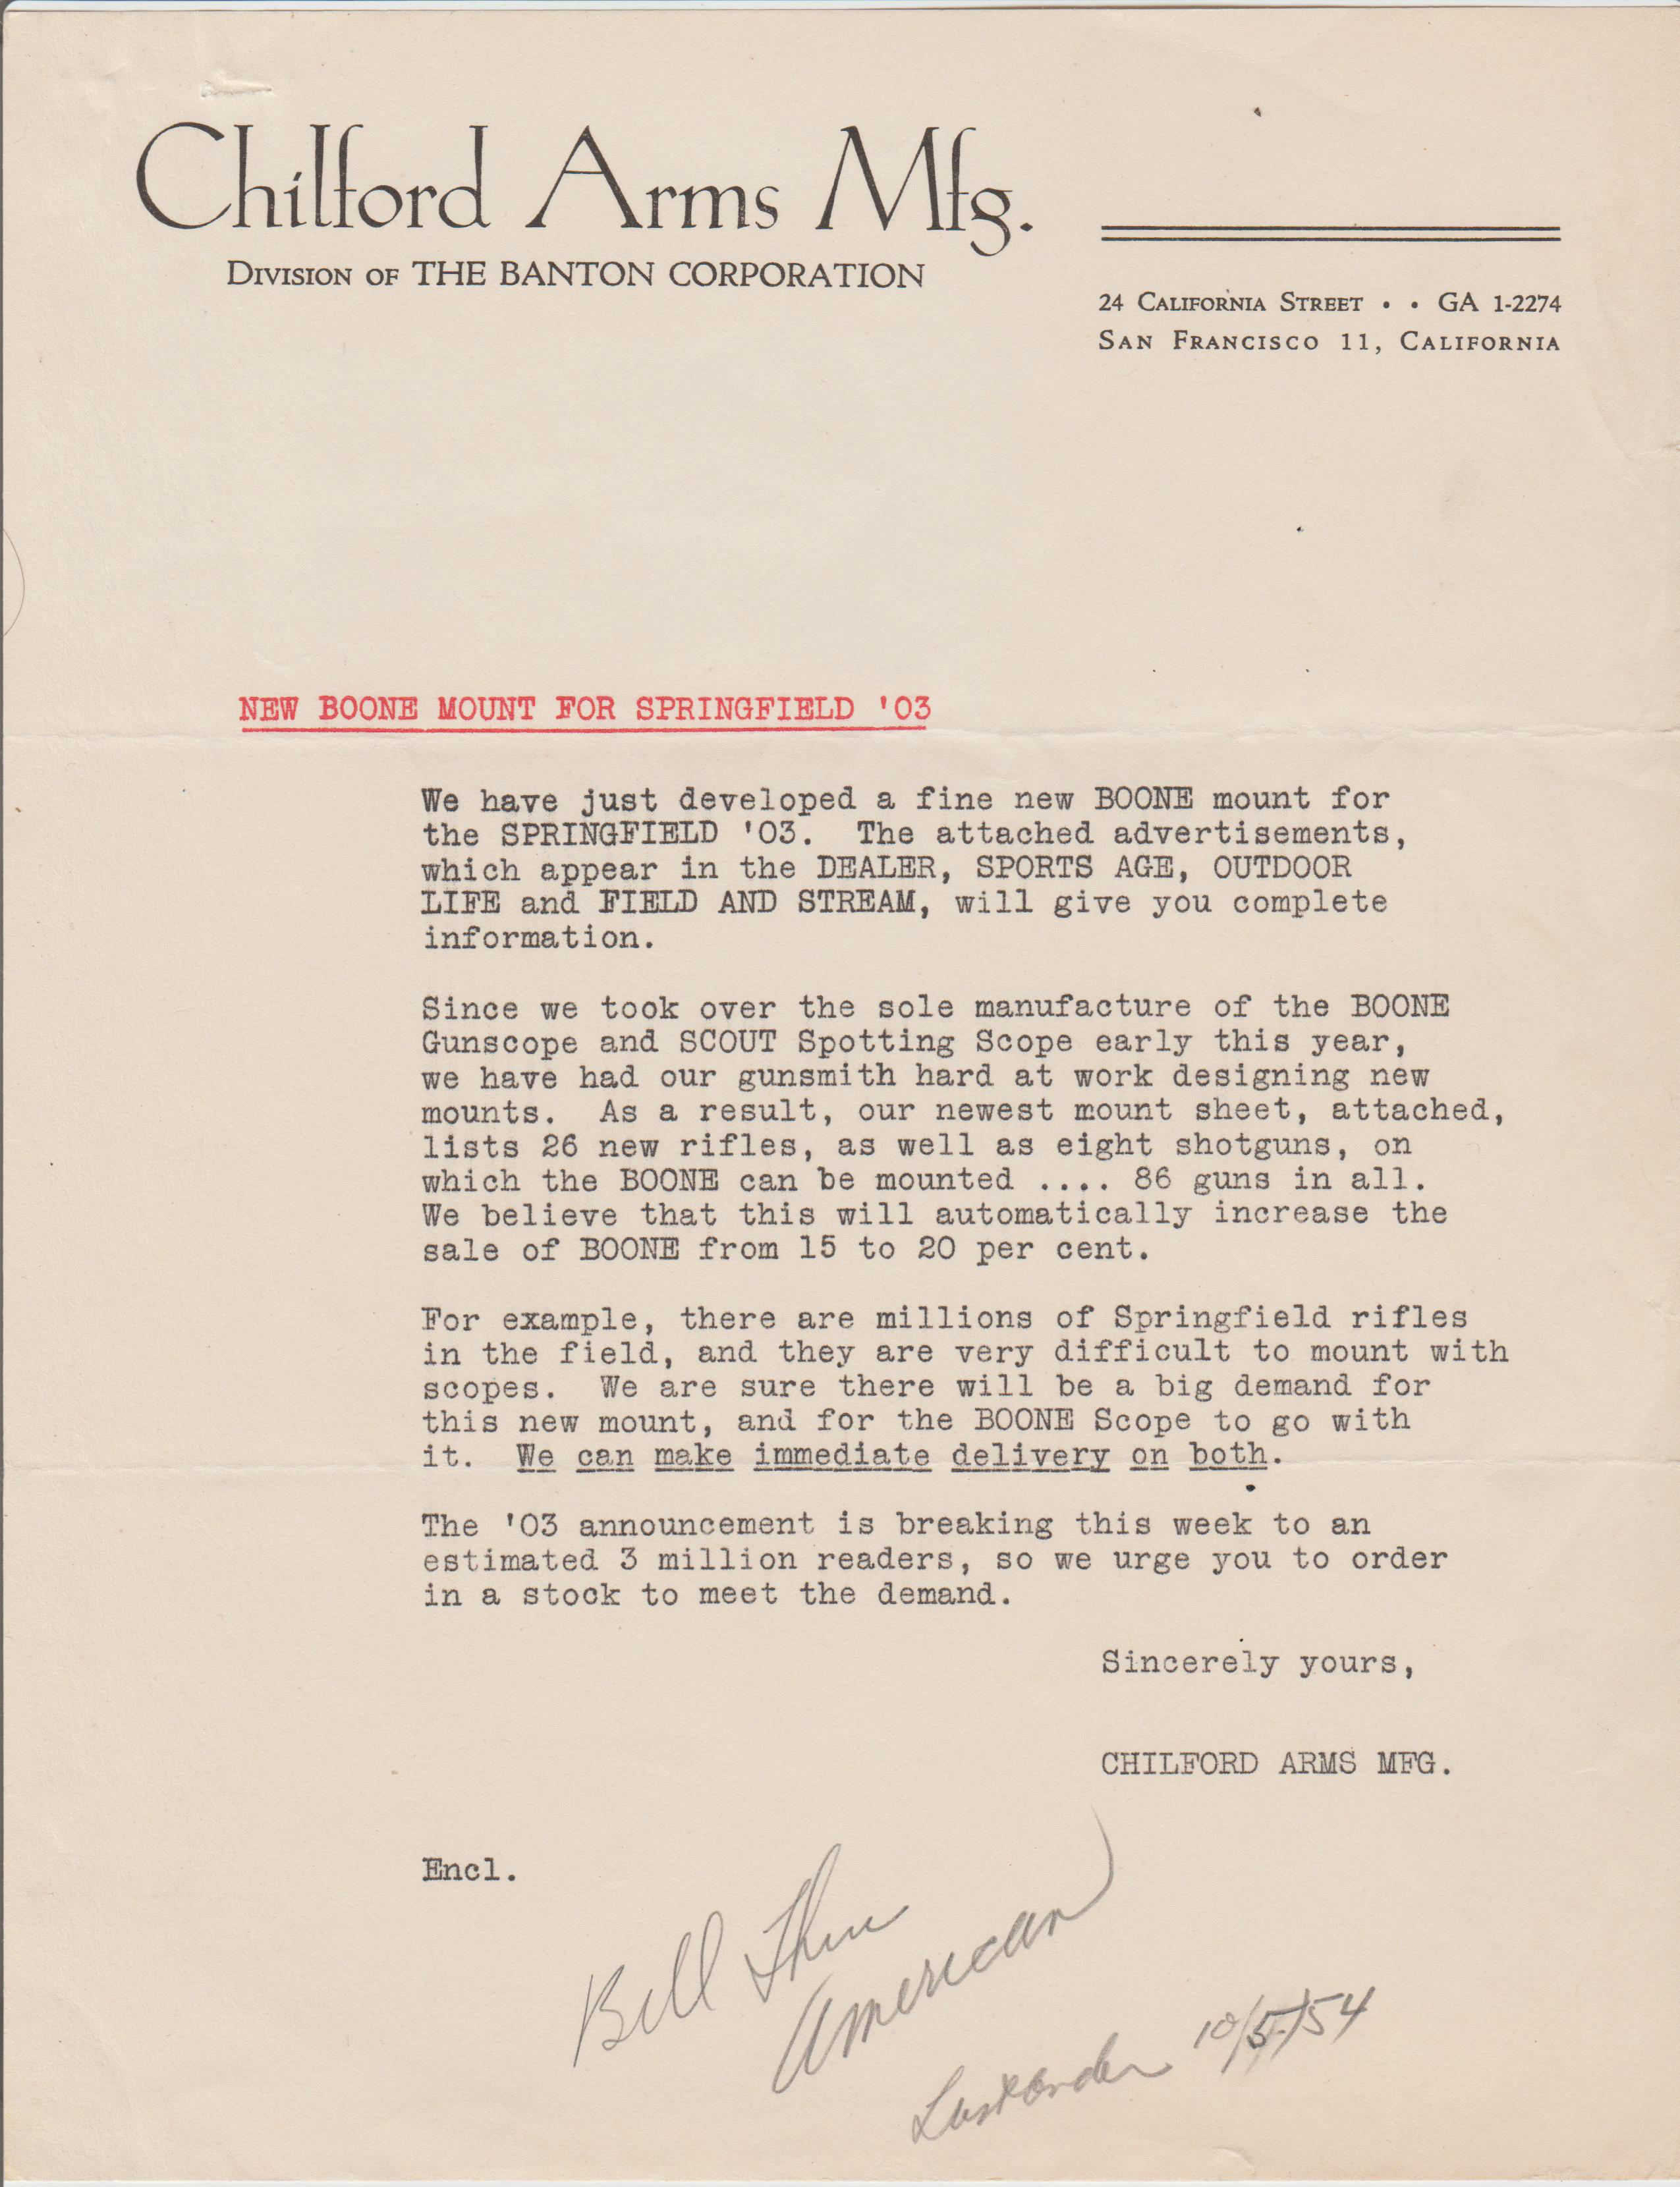 Chilford Arms Mfg.
DIVISION OF THE BANTON CORPORATION
24 CALIFORNIA STREET • • GA 1-2274
SAN FRANCISCO 11, CALIFORNIA
NEW BOONE MOUNT FOR SPRINGFIELD '03
We have just developed a fine new BOONE mount for
the SPRINGFIELD '03. The attached advertisements,
which appear in the DEALER, SPORTS AGE, OUTDOOR
LIFE and FIELD AND STREAM, will give you complete
information.
Since we took over the sole manufacture of the BOONE
Gunscope and SCOUT Spotting Scope early this year,
we have had our gunsmith hard at work designing new
mounts. As a result, our newest mount sheet, attached,
lists 26 new rifles, as well as eight shotguns, on
which the BOONE can be mounted .... 86 guns in all.
We believe that this will automatically increase the
sale of BOONE from 15 to 20 per cent.
For example, there are millions of Springfield rifles
in the field, and they are very difficult to mount with
scopes. We are sure there will be a big demand for
this new mount, and for the BOONE Scope to go with
it. We can make immediate delivery on both.
The '03 announcement is breaking this week to an
estimated 3 million readers, so we urge you to order
in a stock to meet the demand.
Sincerely yours,
CHILFORD ARMS MFG.
Encl.
Bill Thru
American
Last order 10/5/54